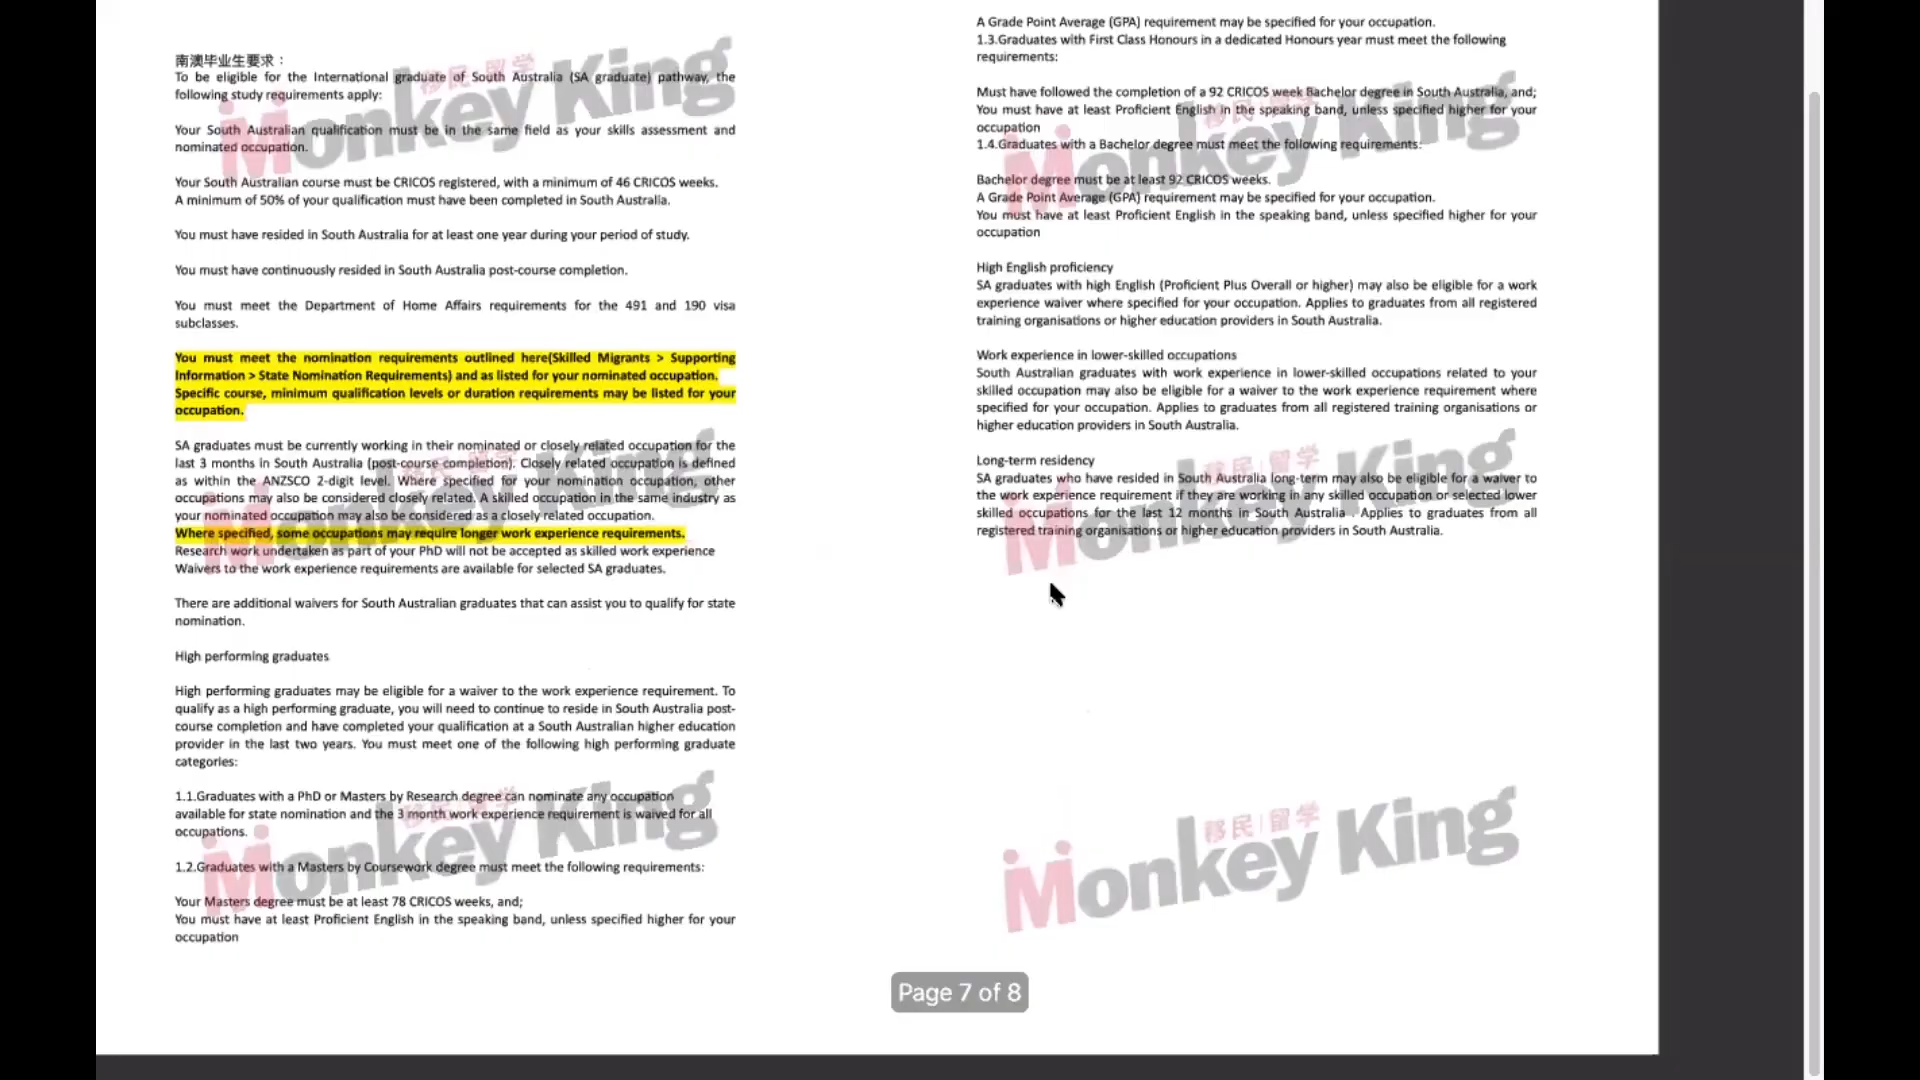 南澳毕业生要求：
To be eligible for the International graduate of South Australia (SA graduate) pathway, the
following study requirements apply:
Your South Australian qualification must be in the same field as your skills assessment and
nominated occupation.
Your South Australian course must be CRICOS registered, with a minimum of 46 CRICOS weeks.
A minimum of 50% of your qualification must have been completed in South Australia.
You must have resided in South Australia for at least one year during your period of study.
You must have continuously resided in South Australia post-course completion.
You must meet the Department of Home Affairs requirements for the 491 and 190 visa
subclasses.
You must meet the nomination requirements outlined here(Skilled Migrants > Supporting
Information > State Nomination Requirements) and as listed for your nominated occupation.
Specific course, minimum qualification levels or duration requirements may be listed for your
occupation.
SA graduates must be currently working in their nominated or closely related occupation for the
last 3 months in South Australia (post-course completion). Closely related occupation is defined
as within the ANZSCO 2-digit level. Where specified for your nomination occupation, other
occupations may also be considered closely related. A skilled occupation in the same industry as
your nominated occupation may also be considered as a closely related occupation.
Where specified, some occupations may require longer work experience requirements.
Research work undertaken as part of your PhD will not be accepted as skilled work experience
Waivers to the work experience requirements are available for selected SA graduates.
There are additional waivers for South Australian graduates that can assist you to qualify for state
nomination.
High performing graduates
High performing graduates may be eligible for a waiver to the work experience requirement. To
qualify as a high performing graduate, you will need to continue to reside in South Australia post-
course completion and have completed your qualification at a South Australian higher education
provider in the last two years. You must meet one of the following high performing graduate
categories:
1.1.Graduates with a PhD or Masters by Research degree can nominate any occupation
available for state nomination and the 3 month work experience requirement is waived for all
occupations.
1.2.Graduates with a Masters by Coursework degree must meet the following requirements:
Your Masters degree must be at least 78 CRICOS weeks, and;
You must have at least Proficient English in the speaking band, unless specified higher for your
occupation
A Grade Point Average (GPA) requirement may be specified for your occupation.
1.3.Graduates with First Class Honours in a dedicated Honours year must meet the following
requirements:
Must have followed the completion of a 92 CRICOS week Bachelor degree in South Australia, and;
You must have at least Proficient English in the speaking band, unless specified higher for your
occupation
1.4.Graduates with a Bachelor degree must meet the following requirements:
Bachelor degree must be at least 92 CRICOS weeks.
A Grade Point Average (GPA) requirement may be specified for your occupation.
You must have at least Proficient English in the speaking band, unless specified higher for your
occupation
High English proficiency
SA graduates with high English (Proficient Plus Overall or higher) may also be eligible for a work
experience waiver where specified for your occupation. Applies to graduates from all registered
training organisations or higher education providers in South Australia.
Work experience in lower-skilled occupations
South Australian graduates with work experience in lower-skilled occupations related to your
skilled occupation may also be eligible for a waiver to the work experience requirement where
specified for your occupation. Applies to graduates from all registered training organisations or
higher education providers in South Australia.
Long-term residency
SA graduates who have resided in South Australia long-term may also be eligible for a waiver to
the work experience requirement if they are working in any skilled occupation or selected lower
skilled occupations for the last 12 months in South Australia . Applies to graduates from all
registered training organisations or higher education providers in South Australia.
移民|留学
Monkey King
移民|留学
Monkey King
移民|留学
Monkey King
移民|留学
Monkey King
移民|留学
Monkey King
移民|留学
Monkey King
Page 7 of 8